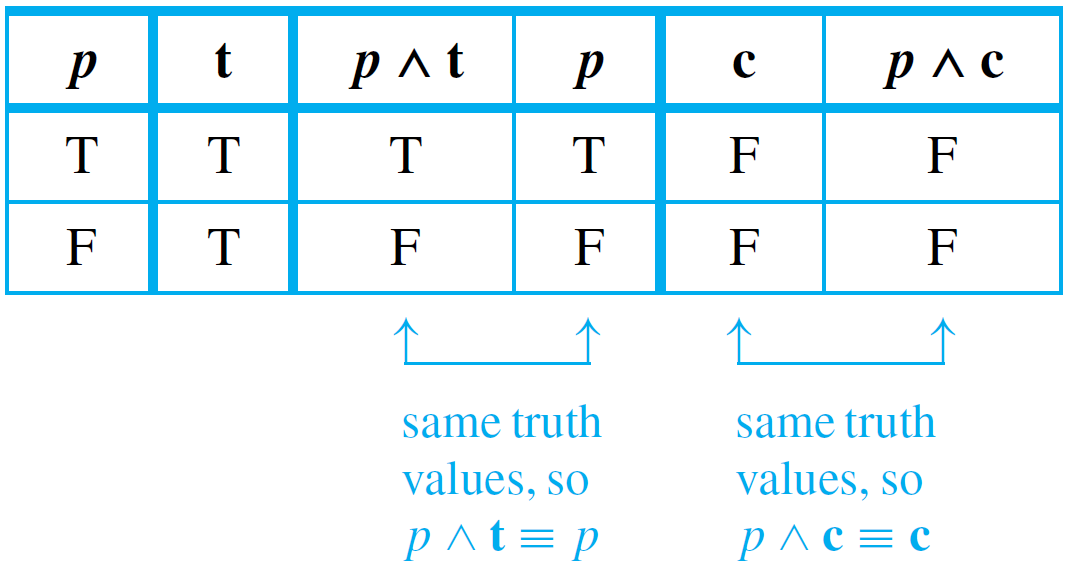 p t p ∧ t p c p ∧ c
T T T T F F
F T F F F F
same truth
values, so
p ∧ t ≡ p
same truth
values, so
p ∧ c ≡ c